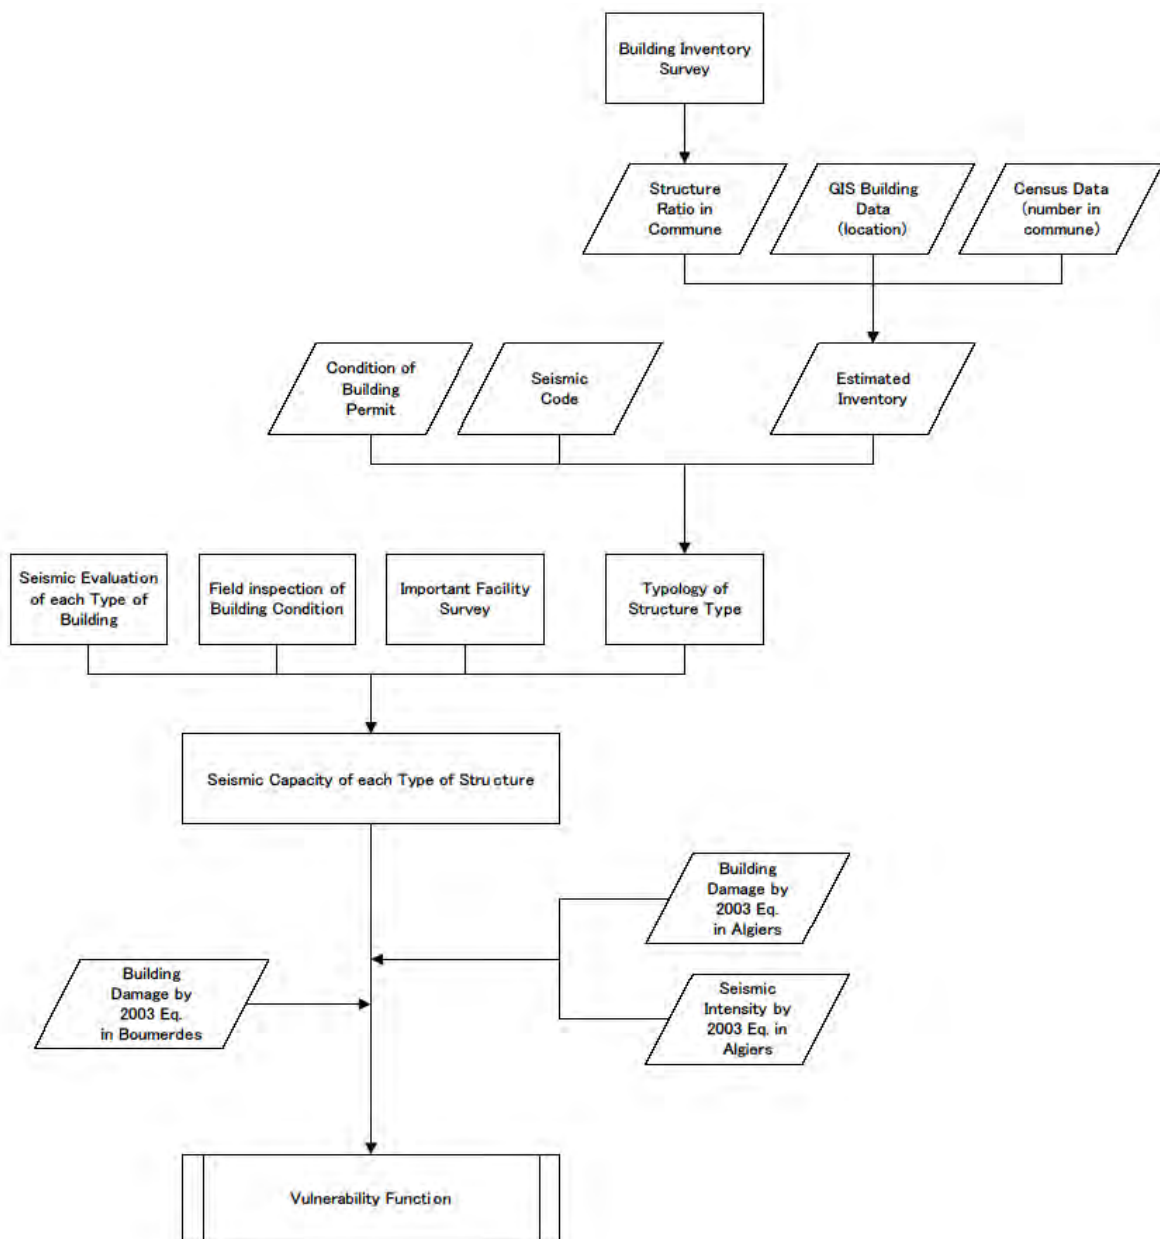 Building Inventory
Survey
Structure
Ratio in
Commune
GIS Building
Data
(location)
Census Data
(number in
commune)
Condition of
Building
Permit
Seismic
Code
Estimated
Inventory
Seismic Evaluation
of each Type of
Building
Field inspection of
Building Condition
Important Facility
Survey
Typology of
Structure Type
Seismic Capacity of each Type of Structure
Building
Damage by
2003 Eq.
in Algiers
Building
Damage by
2003 Eq.
in Boumerdes
Seismic
Intensity by
2003 Eq. in
Algiers
Vulnerability Function